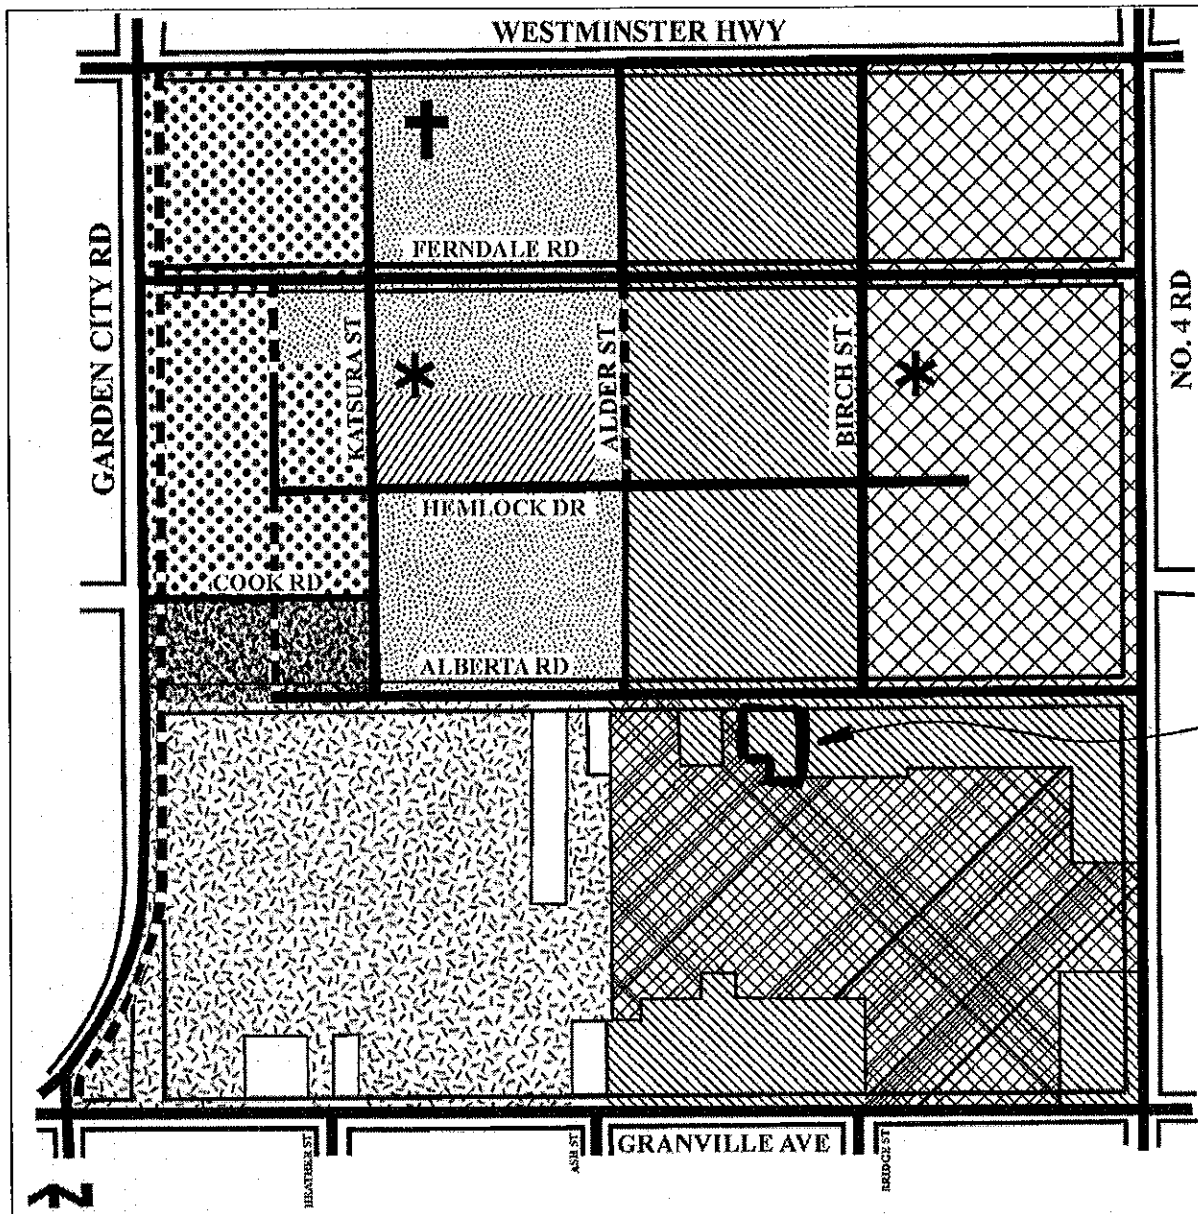 WESTMINSTER HWY
GARDEN CITY RD
FERNDALE RD
NO. 4 RD
KATSURA ST
ALDER ST
BIRCH ST
HEMLOCK DR
COOK RD
ALBERTA RD
GRANVILLE AVE
HEATHER ST
ASH ST
BRIDGE ST